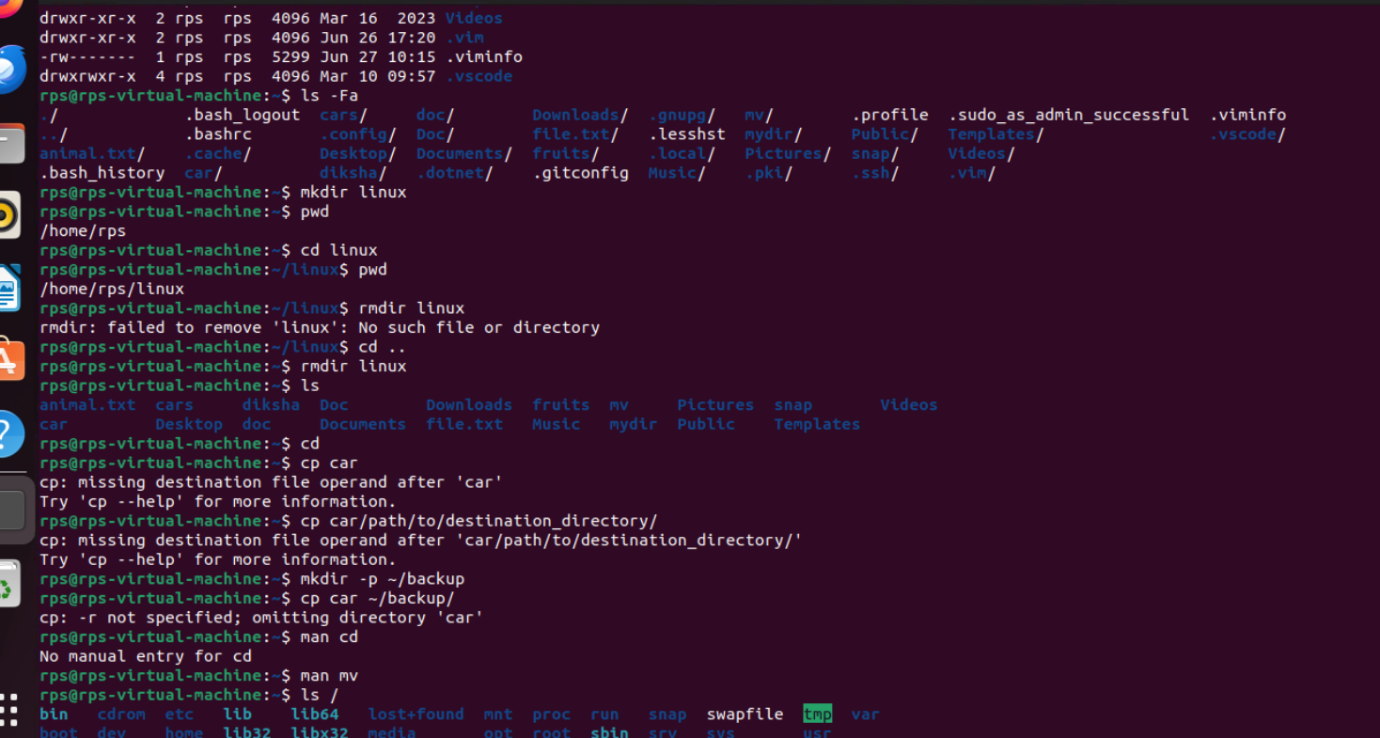 drwxr-xr-x  2 rps  rps  4096 Mar 16  2023 Videos
drwxr-xr-x  2 rps  rps  4096 Jun 26 17:20 .vim
-rw-------  1 rps  rps  5299 Jun 27 10:15 .viminfo
drwxrwxr-x  4 rps  rps  4096 Mar 10 09:57 .vscode
rps@rps-virtual-machine:~$ ls -Fa
./             .bash_logout  cars/     doc/        Downloads/  .gnupg/   mv/        .profile  .sudo_as_admin_successful  .viminfo
../            .bashrc       .config/  Doc/        file.txt/   .lesshst  mydir/     Public/   Templates/                 .vscode/
animal.txt/    .cache/       Desktop/  Documents/  fruits/     .local/   Pictures/  snap/     Videos/
.bash_history  car/          diksha/   .dotnet/    .gitconfig  Music/    .pki/      .ssh/     .vim/
rps@rps-virtual-machine:~$ mkdir linux
rps@rps-virtual-machine:~$ pwd
/home/rps
rps@rps-virtual-machine:~$ cd linux
rps@rps-virtual-machine:~/linux$ pwd
/home/rps/linux
rps@rps-virtual-machine:~/linux$ rmdir linux
rmdir: failed to remove 'linux': No such file or directory
rps@rps-virtual-machine:~/linux$ cd ..
rps@rps-virtual-machine:~$ rmdir linux
rps@rps-virtual-machine:~$ ls
animal.txt  cars     diksha  Doc        Downloads  fruits  mv     Pictures  snap       Videos
car         Desktop  doc     Documents  file.txt   Music   mydir  Public    Templates
rps@rps-virtual-machine:~$ cd
rps@rps-virtual-machine:~$ cp car
cp: missing destination file operand after 'car'
Try 'cp --help' for more information.
rps@rps-virtual-machine:~$ cp car/path/to/destination_directory/
cp: missing destination file operand after 'car/path/to/destination_directory/'
Try 'cp --help' for more information.
rps@rps-virtual-machine:~$ mkdir -p ~/backup
rps@rps-virtual-machine:~$ cp car ~/backup/
cp: -r not specified; omitting directory 'car'
rps@rps-virtual-machine:~$ man cd
No manual entry for cd
rps@rps-virtual-machine:~$ man mv
rps@rps-virtual-machine:~$ ls /
bin   cdrom  etc   lib    lib64   lost+found  mnt  proc  run   snap  swapfile  tmp  var
boot  dev    home  lib32  libx32  media       opt  root  sbin  srv   sys       usr